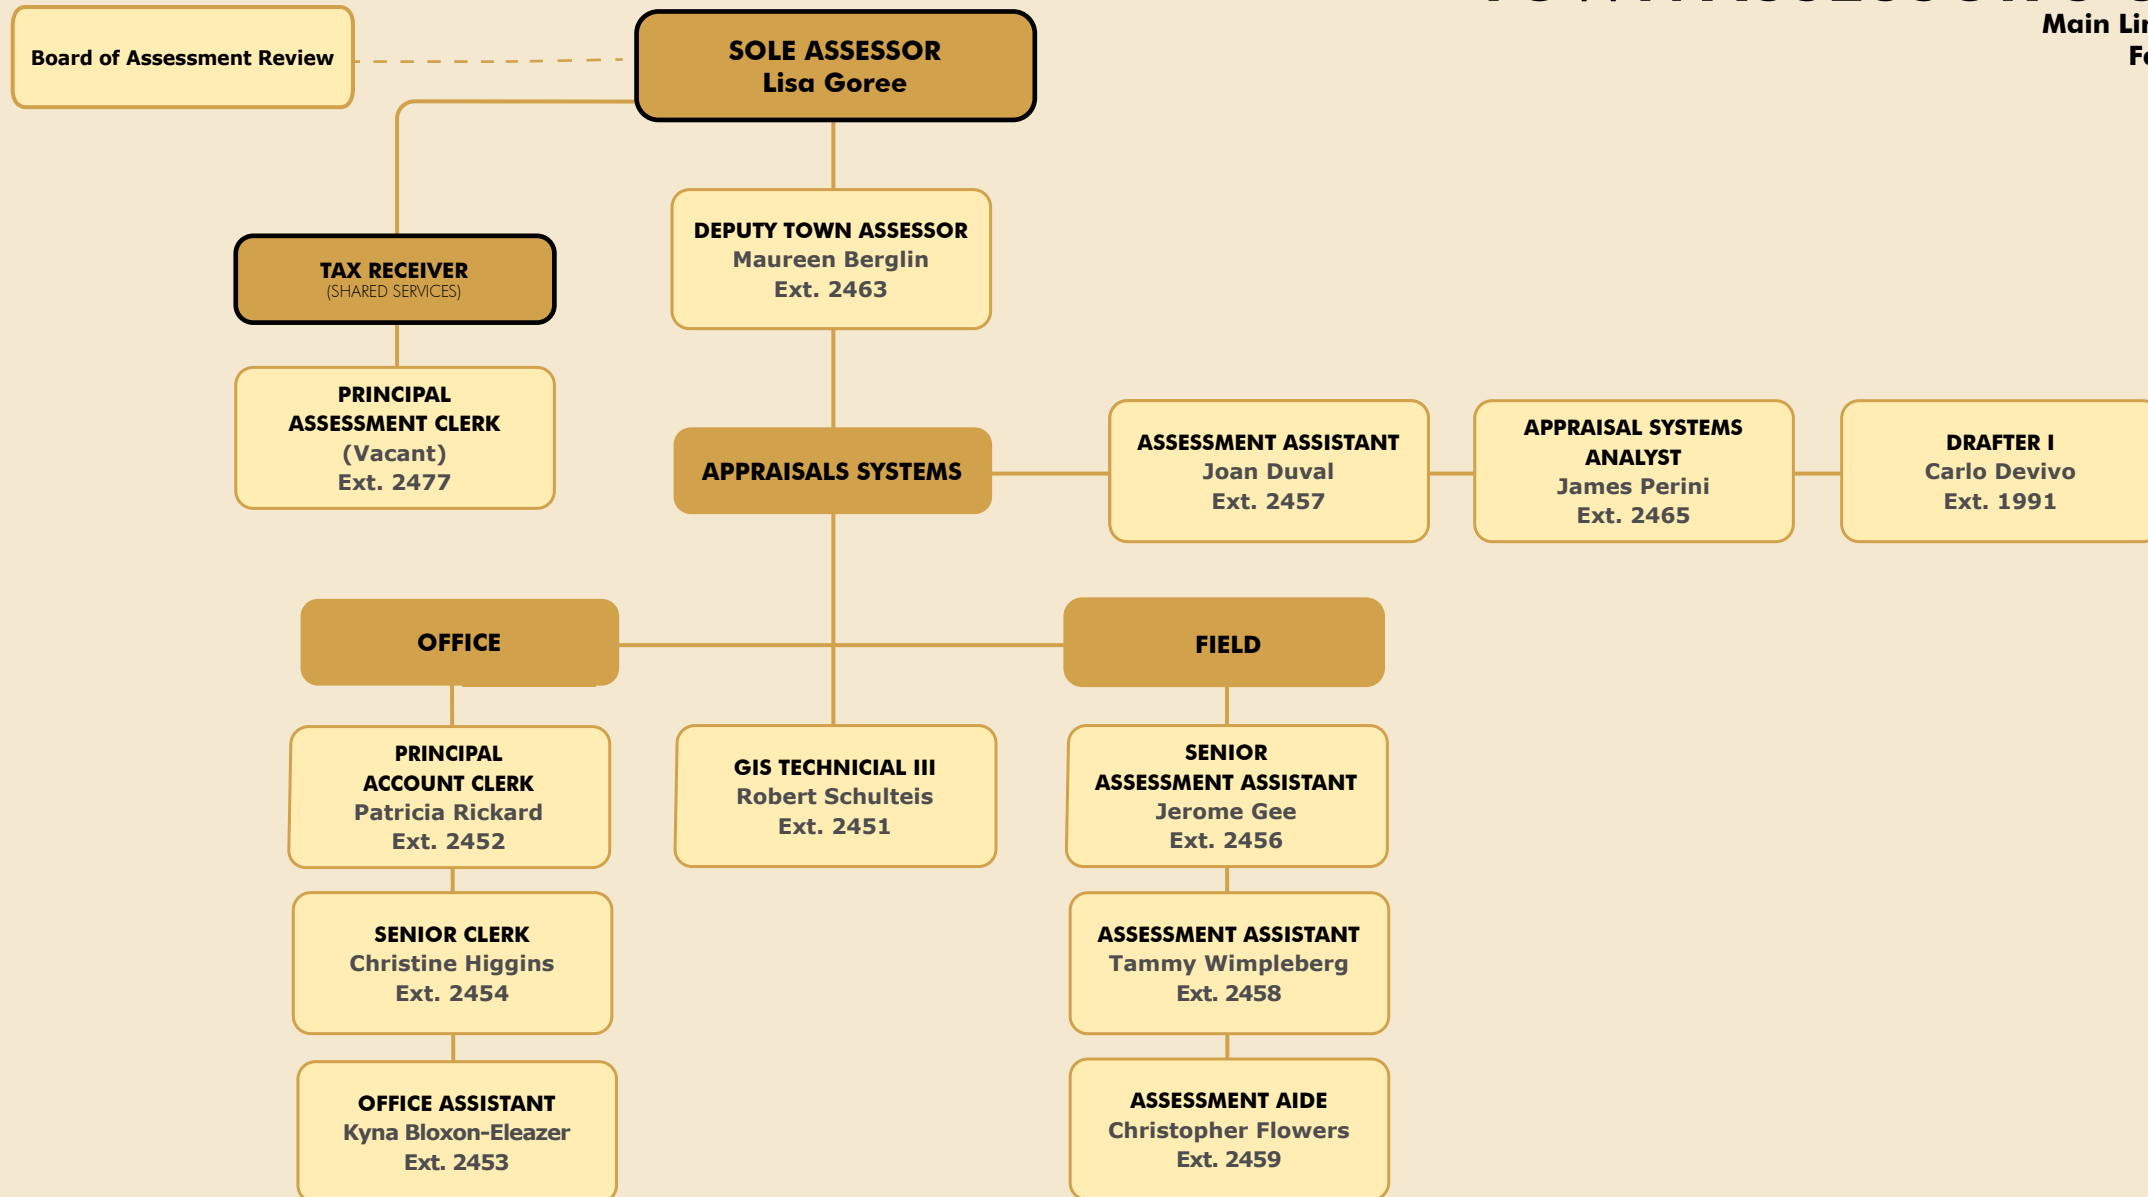 Main
Board of Assessment Review
SOLE ASSESSOR
Lisa Goree
DEPUTY TOWN ASSESSOR
Maureen Berglin
Ext. 2463
TAX RECEIVER
(SHARED SERVICES)
PRINCIPAL
ASSESSMENT CLERK
(Vacant)
Ext. 2477
APPRAISALS SYSTEMS
ASSESSMENT ASSISTANT
Joan Duval
Ext. 2457
APPRAISAL SYSTEMS
ANALYST
James Perini
Ext. 2465
DRAFTER I
Carlo Devivo
Ext. 1991
OFFICE
FIELD
PRINCIPAL
ACCOUNT CLERK
Patricia Rickard
Ext. 2452
GIS TECHNICIAL III
Robert Schulteis
Ext. 2451
SENIOR
ASSESSMENT ASSISTANT
Jerome Gee
Ext. 2456
SENIOR CLERK
Christine Higgins
Ext. 2454
ASSESSMENT ASSISTANT
Tammy Wimpleberg
Ext. 2458
OFFICE ASSISTANT
Kyna Bloxon-Eleazer
Ext. 2453
ASSESSMENT AIDE
Christopher Flowers
Ext. 2459